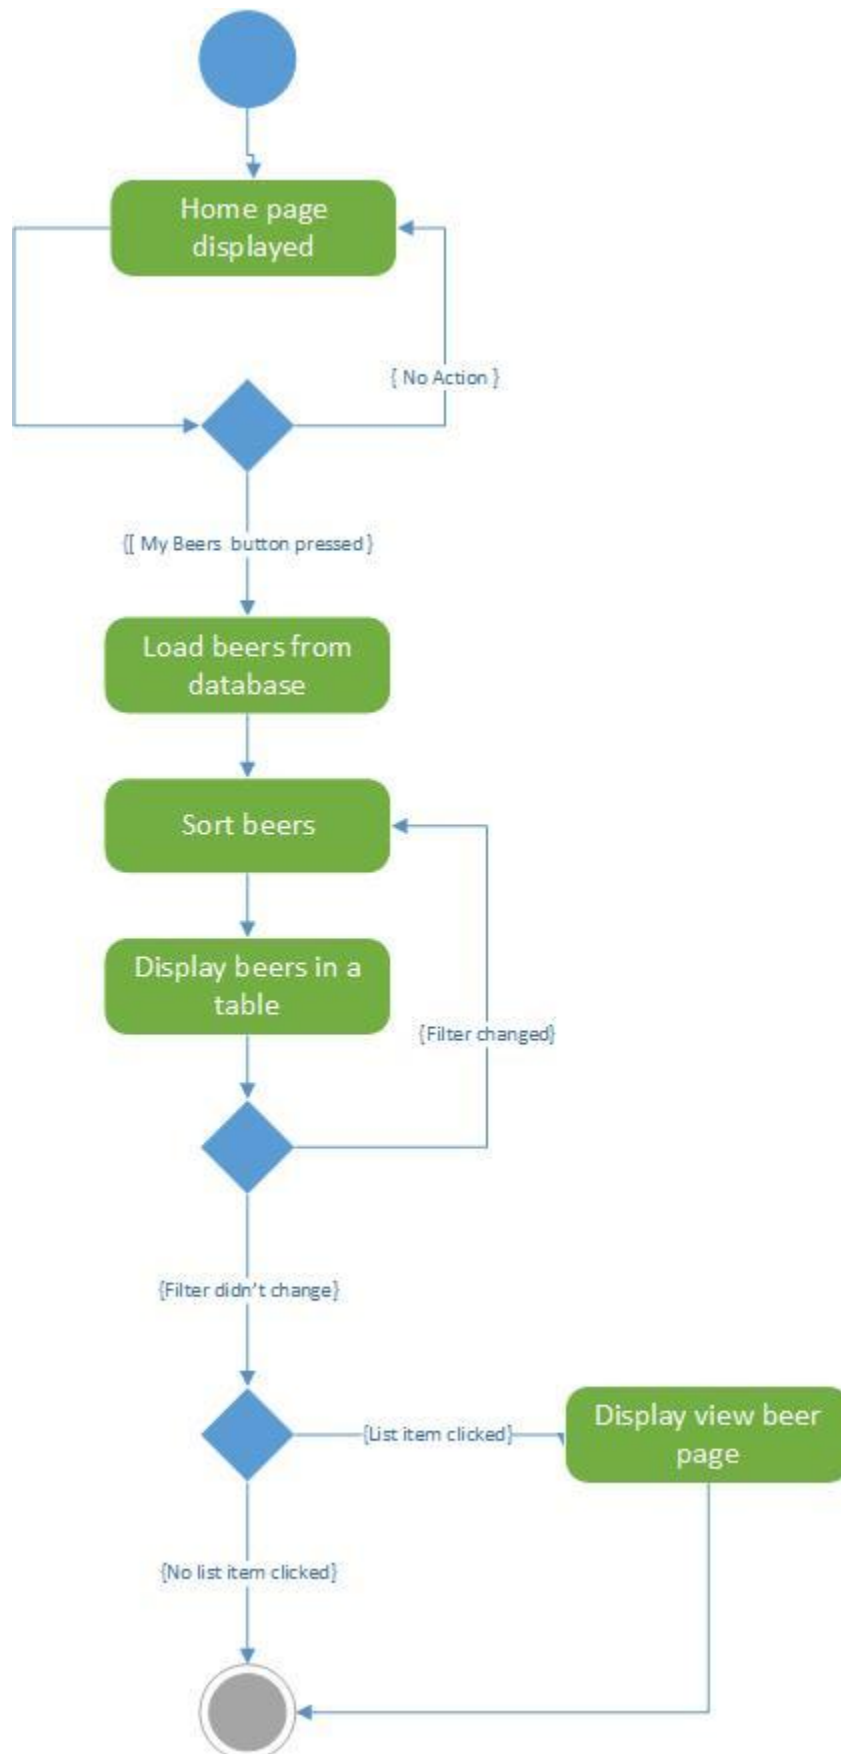 Home page
displayed
{ No Action }
{[ My Beers  button pressed }
Load beers from
database
Sort beers
Display beers in a
table
{Filter changed}
{Filter didn't change}
{List item clicked}
Display view beer
page
{No list item clicked}